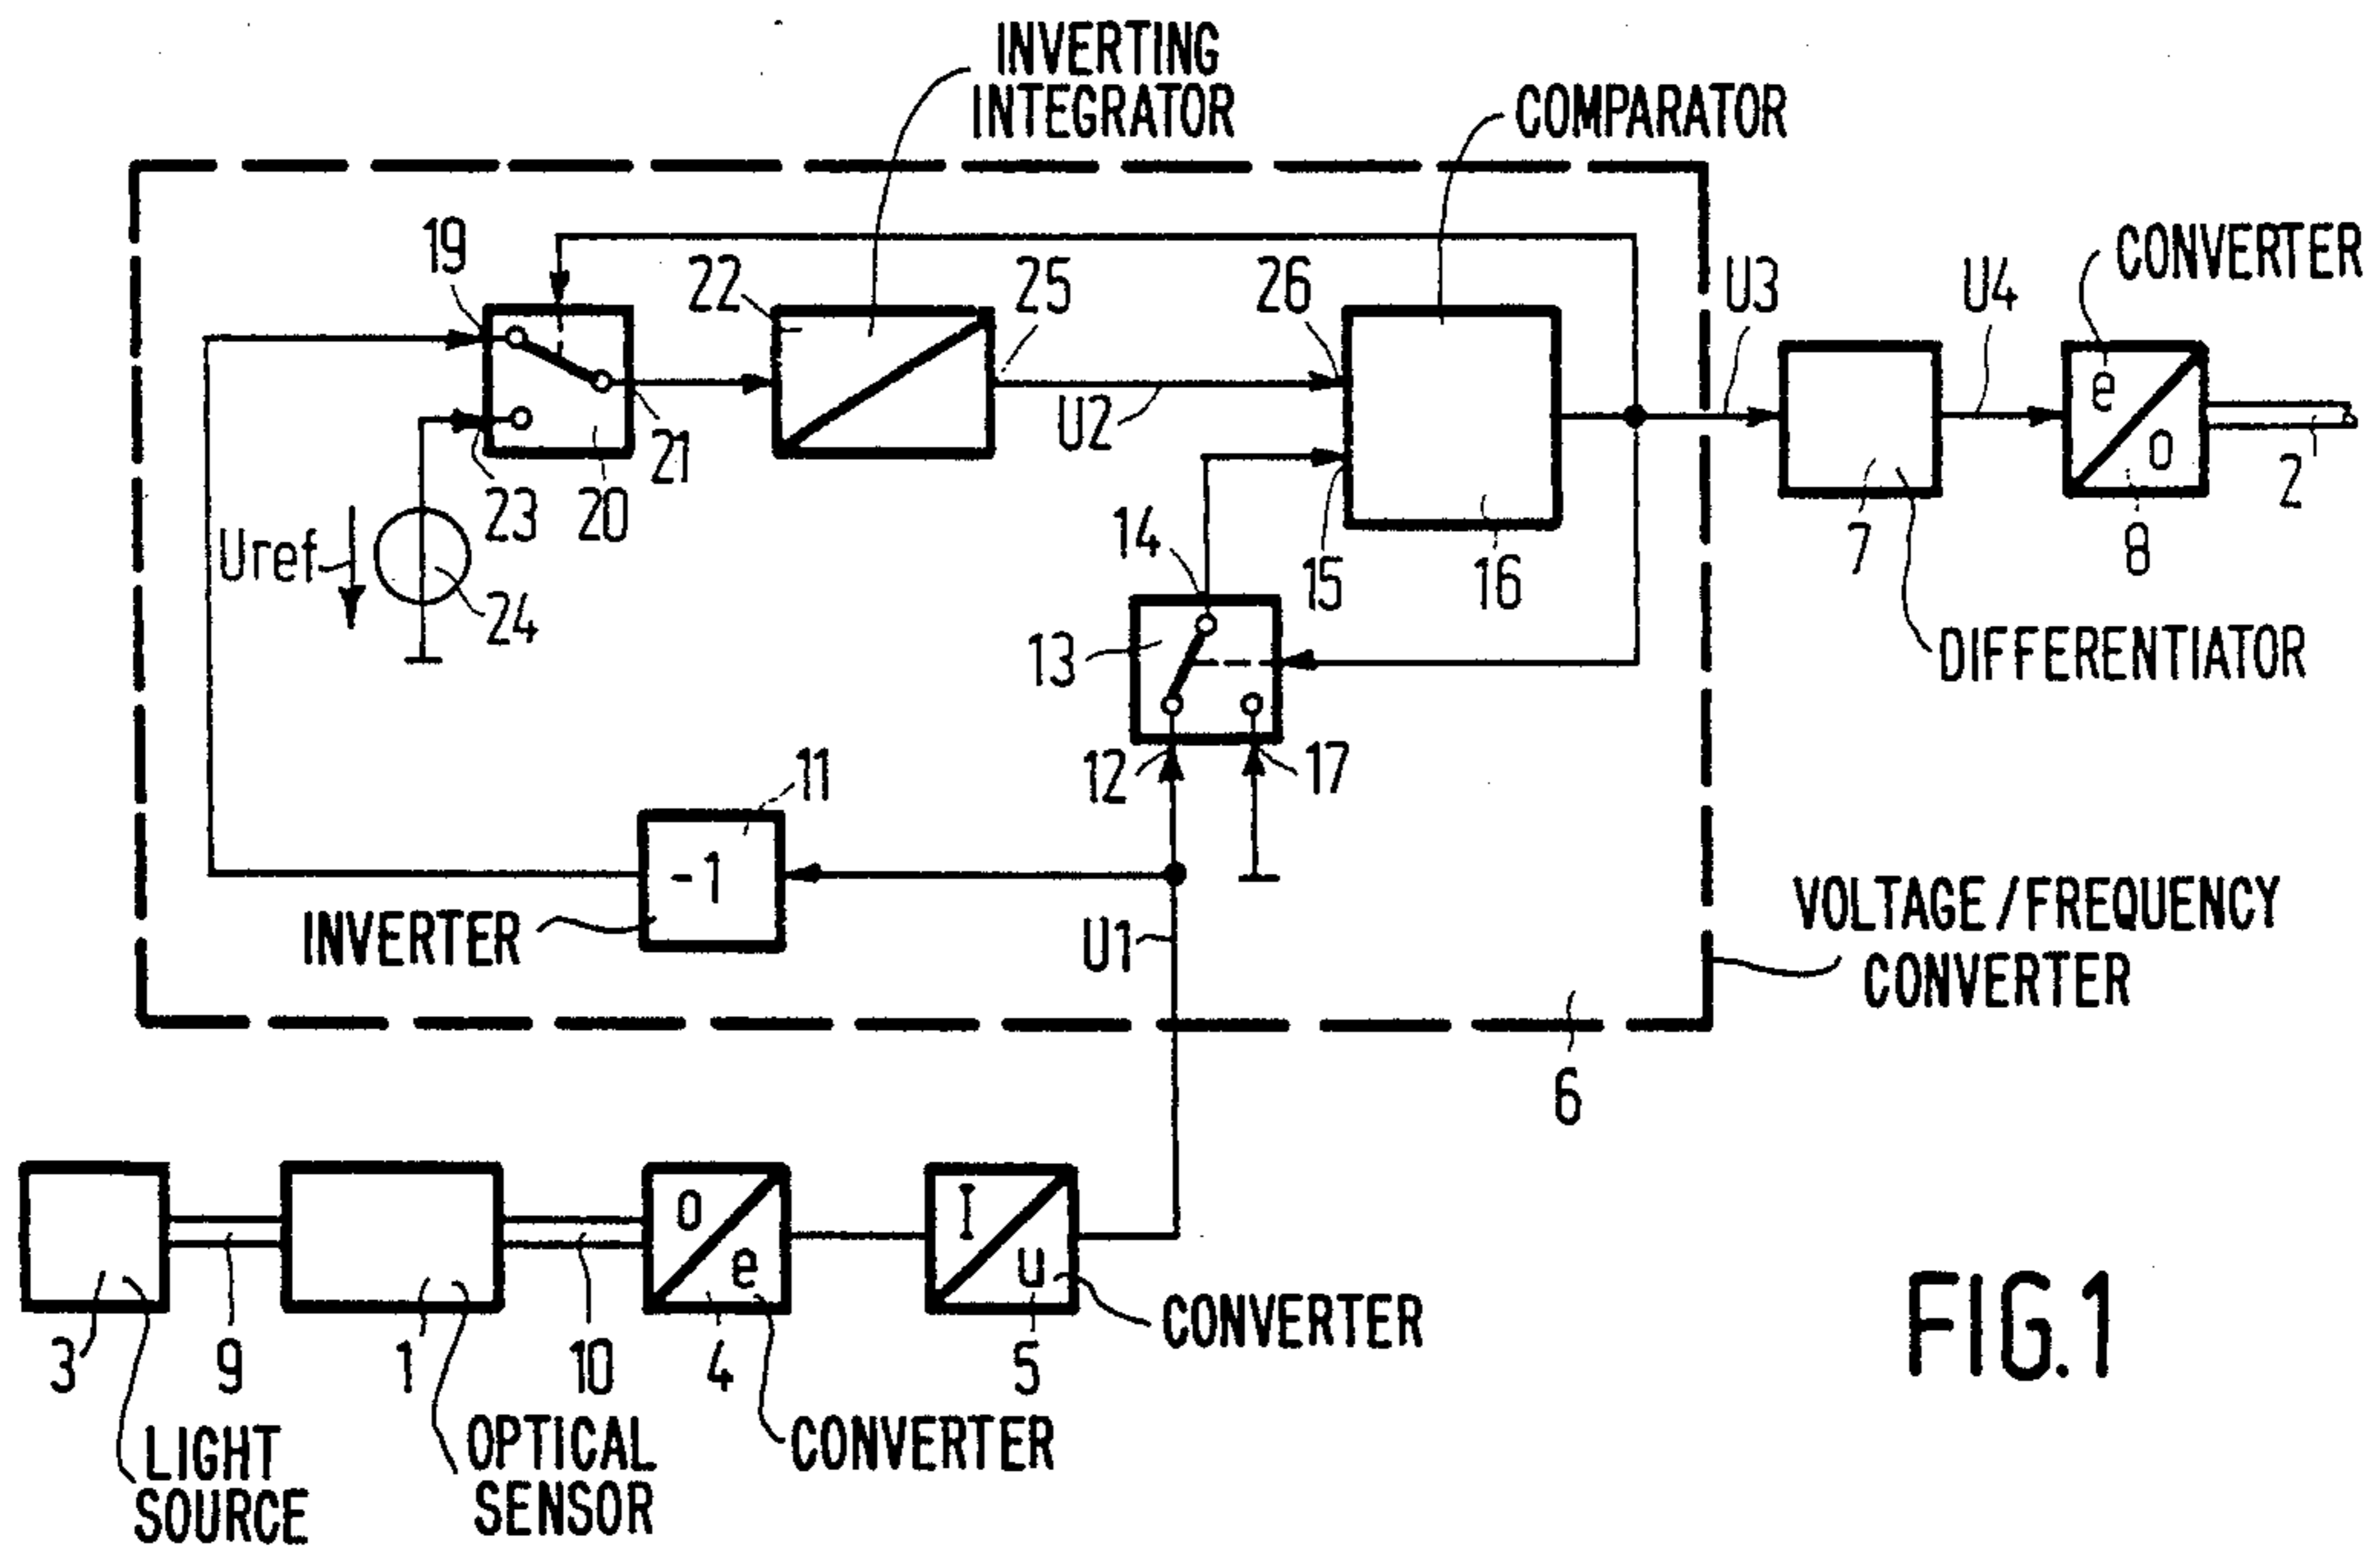 INVERTING
INTEGRATOR
COMPARATOR
CONVERTER
19
22
25
26
U3
U4
U2
21
23
20
Uref
24
14
15
16
7
8
2
e
O
DIFFERENTIATOR
13
12
17
11
-1
INVERTER
U1
VOLTAGE/FREQUENCY
CONVERTER
6
O
e
I
u
3
9
1
10
4
5
CONVERTER
LIGHT
SOURCE
OPTICAL
SENSOR
CONVERTER
FIG.1